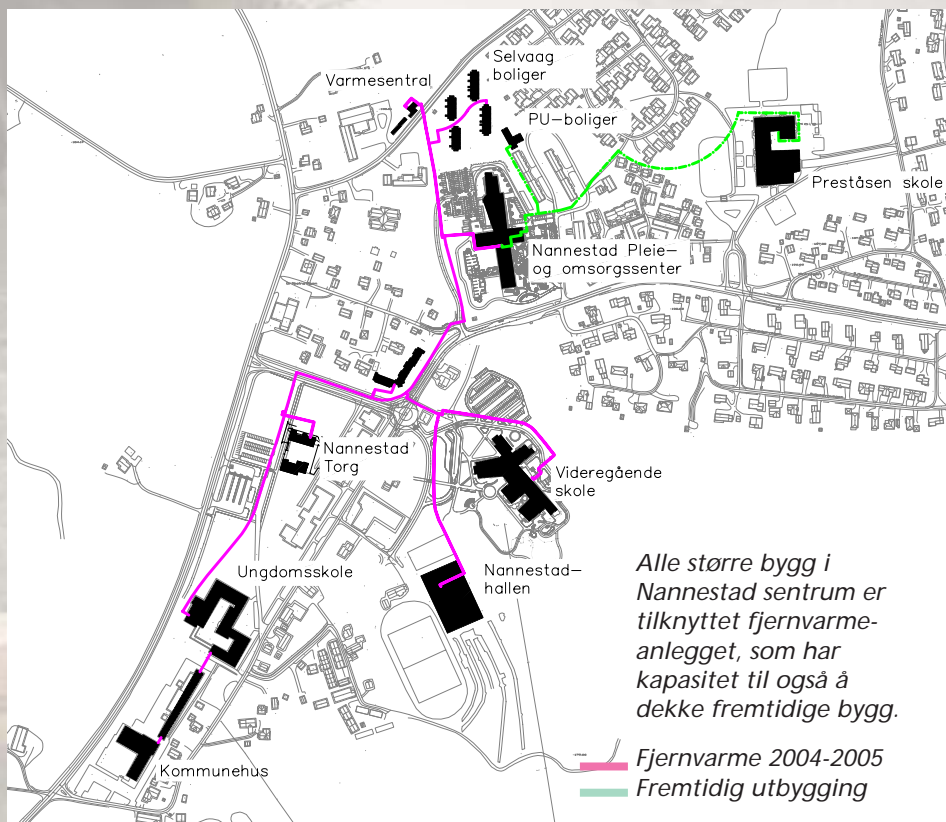 Selvaag
boliger
Varmesentral
PU-boliger
Preståsen skole
Nannestad Pleie-
og omsorgssenter
Nannestad
Torg
Videregående
skole
Ungdomsskole
Nannestad-
hallen
Kommunehus
Alle større bygg i
Nannestad sentrum er
tilknyttet fjernvarme-
anlegget, som har
kapasitet til også å
dekke fremtidige bygg.
Fjernvarme 2004-2005
Fremtidig utbygging